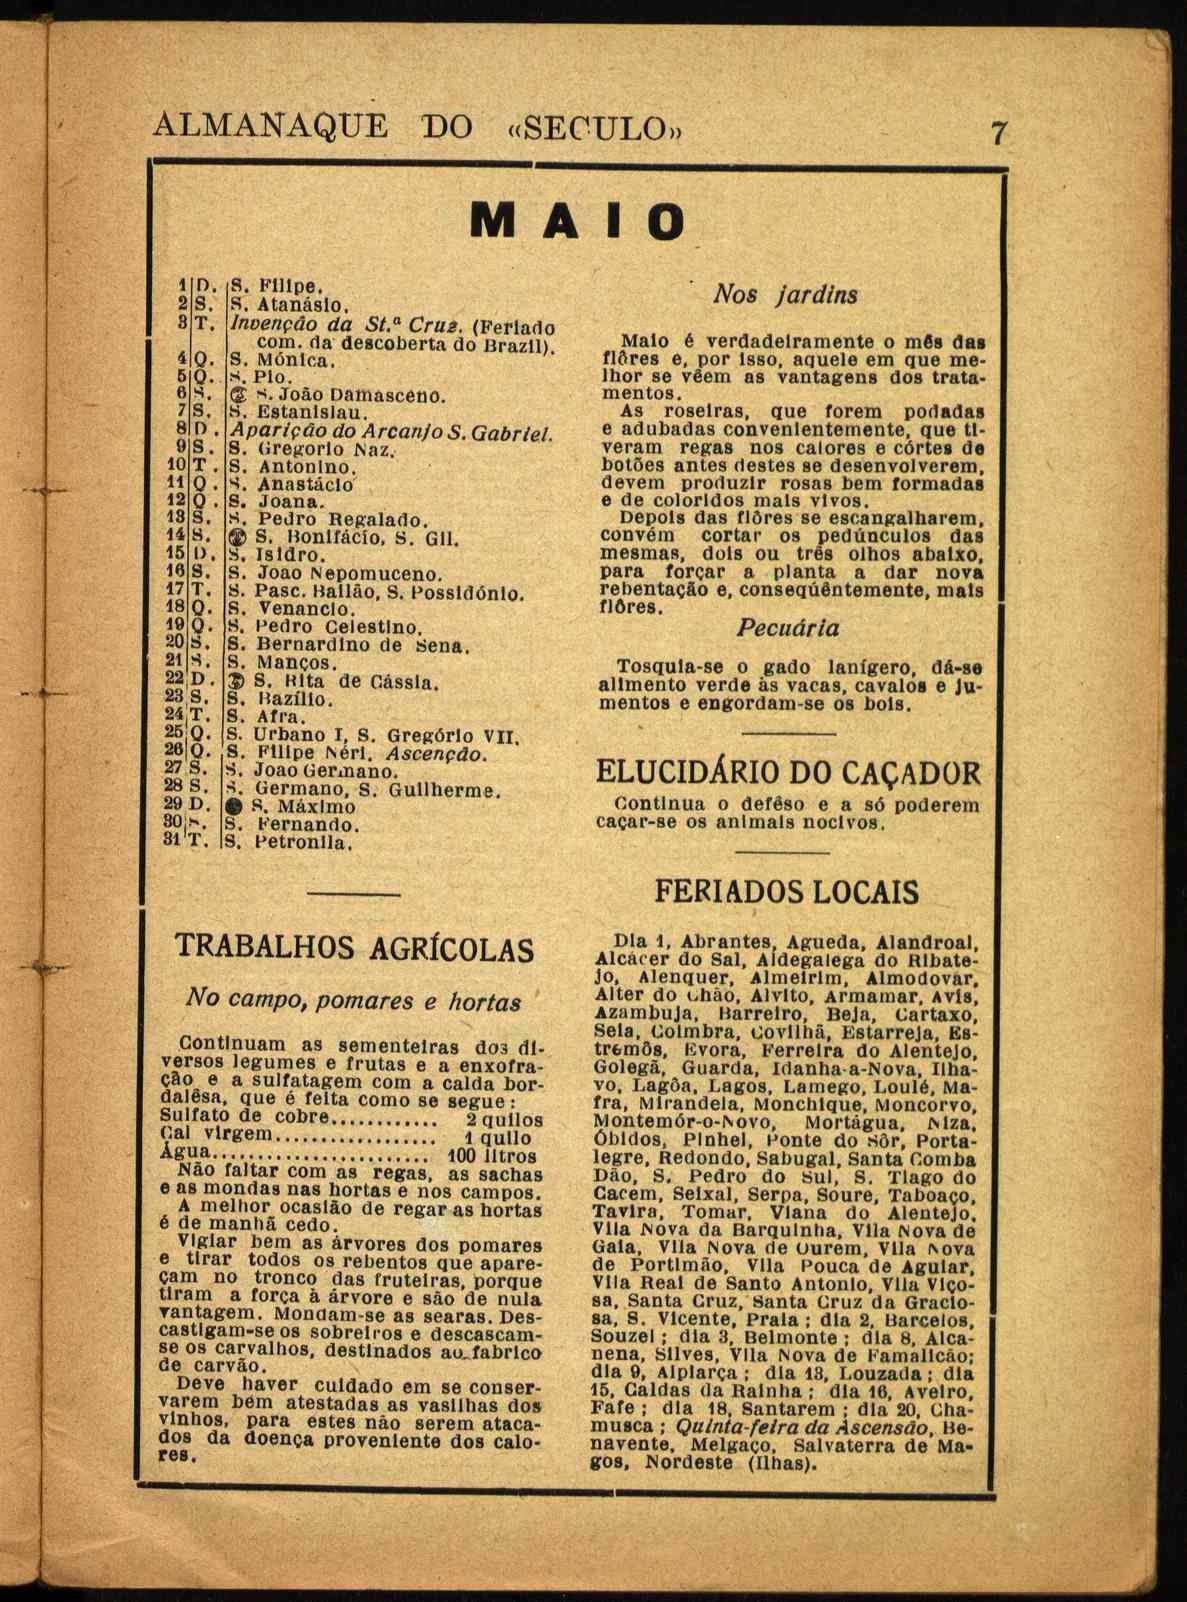 ALMANAQUE DO «SECULO»
7
MAIO
1 D. S. Filipe.
2 S. S. Atanásio.
3 T. Invenção da St.ª Cruz. (Feriado
com. da descoberta do Brazil).
4 Q. S. Mónica.
5 Q. S. Pio.
6 S. S. João Damasceno.
7 S. S. Estanislau.
8 D. Aparição do Arcanjo S. Gabriel.
9 S. S. Gregorio Naz.
10 T. S. Antonino.
11 Q. S. Anastácio
12 Q. S. Joana.
13 S. S. Pedro Regalado.
14 S. S. Bonifácio, S. Gil.
15 D. S. Isidro.
16 S. S. Joao Nepomuceno.
17 T. S. Pasc. Bailão, S. Possidónio.
18 Q. S. Venancio.
19 Q. S. Pedro Celestino.
20 S. S. Bernardino de Sena.
21 S. S. Manços.
22 D. S. Rita de Cássia.
23 S. S. Bazílio.
24 T. S. Afra.
25 Q. S. Urbano I, S. Gregório VII.
26 Q. S. Filipe Néri. Ascenção.
27 S. S. Joao Germano.
28 S. S. Germano, S. Guilherme.
29 D. S. Máximo
30 S. S. Fernando.
31 T. S. Petronila.
TRABALHOS AGRÍCOLAS
No campo, pomares e hortas
Continuam as sementeiras dos di-
versos legumes e frutas e a enxofra-
ção e a sulfatagem com a calda bor-
dalêsa, que é feita como se segue:
Sulfato de cobre............ 2 quilos
Cal virgem.................. 1 quilo
Água........................ 100 litros
Não faltar com as regas, as sachas
e as mondas nas hortas e nos campos.
A melhor ocasião de regar as hortas
é de manhã cedo.
Vigiar bem as árvores dos pomares
e tirar todos os rebentos que apare-
çam no tronco das fruteiras, porque
tiram a força à árvore e são de nula
vantagem. Mondam-se as searas. Des-
castigam-se os sobreiros e descascam-
se os carvalhos, destinados ao fabrico
de carvão.
Deve haver cuidado em se conser-
varem bem atestadas as vasilhas dos
vinhos, para estes não serem ataca-
dos da doença proveniente dos calo-
res.
Nos jardins
Maio é verdadeiramente o mês das
flôres e, por isso, aquele em que me-
lhor se vêem as vantagens dos trata-
mentos.
As roseiras, que forem podadas
e adubadas convenientemente, que ti-
veram regas nos calores e córtes de
botões antes destes se desenvolverem,
devem produzir rosas bem formadas
e de coloridos mais vivos.
Depois das flôres se escangalharem,
convém cortar os pedúnculos das
mesmas, dois ou três olhos abaixo,
para forçar a planta a dar nova
rebentação e, conseqùêntemente, mais
flôres.
Pecuária
Tosquia-se o gado lanígero, dá-se
alimento verde às vacas, cavalos e ju-
mentos e engordam-se os bois.
ELUCIDÁRIO DO CAÇADOR
Continua o defêso e a só poderem
caçar-se os animais nocivos.
FERIADOS LOCAIS
Dia 1, Abrantes, Agueda, Alandroal,
Alcácer do Sal, Aldegalega do Ribate-
jo, Alenquer, Almeirim, Almodovar,
Alter do Chão, Alvito, Armamar, Avis,
Azambuja, Barreiro, Beja, Cartaxo,
Seia, Coimbra, Covilhã, Estarreja, Es-
tremôs, Evora, Ferreira do Alentejo,
Golegã, Guarda, Idanha-a-Nova, Ilha-
vo, Lagôa, Lagos, Lamego, Loulé, Ma-
fra, Mirandela, Monchique, Moncorvo,
Montemór-o-Novo, Mortágua, Niza,
Óbidos, Pinhel, Ponte do Sôr, Porta-
legre, Redondo, Sabugal, Santa Comba
Dão, S. Pedro do Sul, S. Tiago do
Cacem, Seixal, Serpa, Soure, Taboaço,
Tavira, Tomar, Viana do Alentejo,
Vila Nova da Barquinha, Vila Nova de
Gaia, Vila Nova de Ourem, Vila Nova
de Portimão, Vila Pouca de Aguiar,
Vila Real de Santo Antonio, Vila Viço-
sa, Santa Cruz, Santa Cruz da Gracio-
sa, S. Vicente, Praia; dia 2, Barcelos,
Souzel; dia 3, Belmonte; dia 8, Alca-
nena, Silves, Vila Nova de Famalicão;
dia 9, Alpiarça; dia 13, Louzada; dia
15, Caldas da Rainha; dia 16, Aveiro,
Fafe; dia 18, Santarem; dia 20, Cha-
musca; Quinta-feira da Ascensão, Be-
navente, Melgaço, Salvaterra de Ma-
gos, Nordeste (Ilhas).